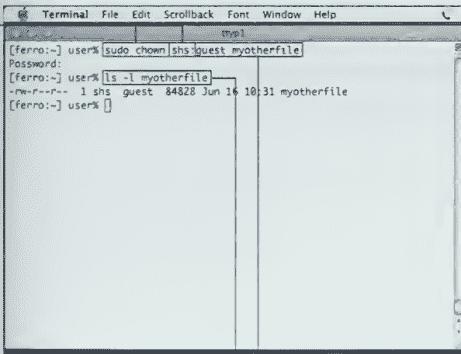 Terminal File Edit Scrollback Font Window Help
ttyp1
[ferro:~] user% sudo chown shs:guest myotherfile
Password:
[ferro:~] user% ls -l myotherfile
-rw-r--r-- 1 shs guest 84828 Jun 16 10:31 myotherfile
[ferro:~] user%